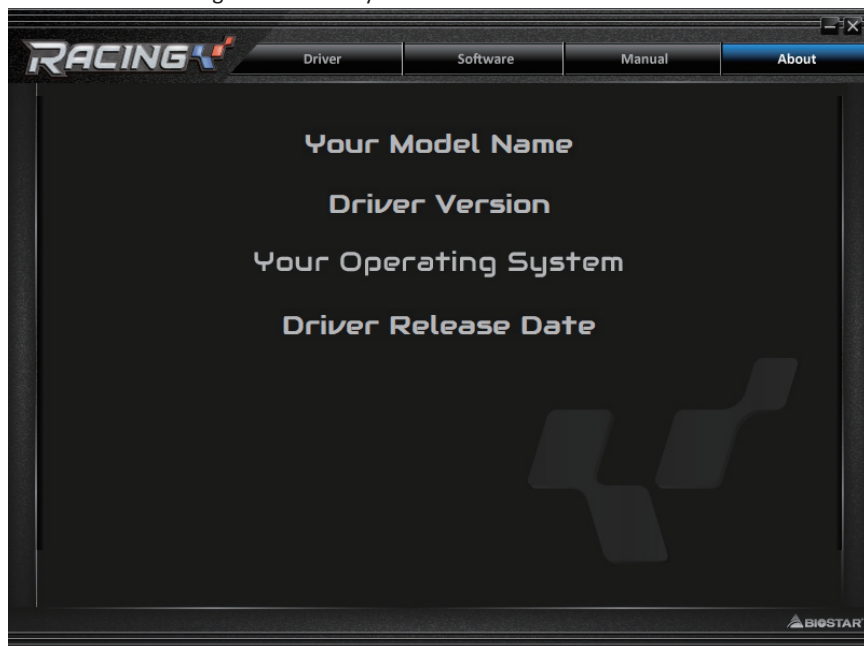 RACING
Driver Software Manual About
Your Model Name
Driver Version
Your Operating System
Driver Release Date
BIOSTAR